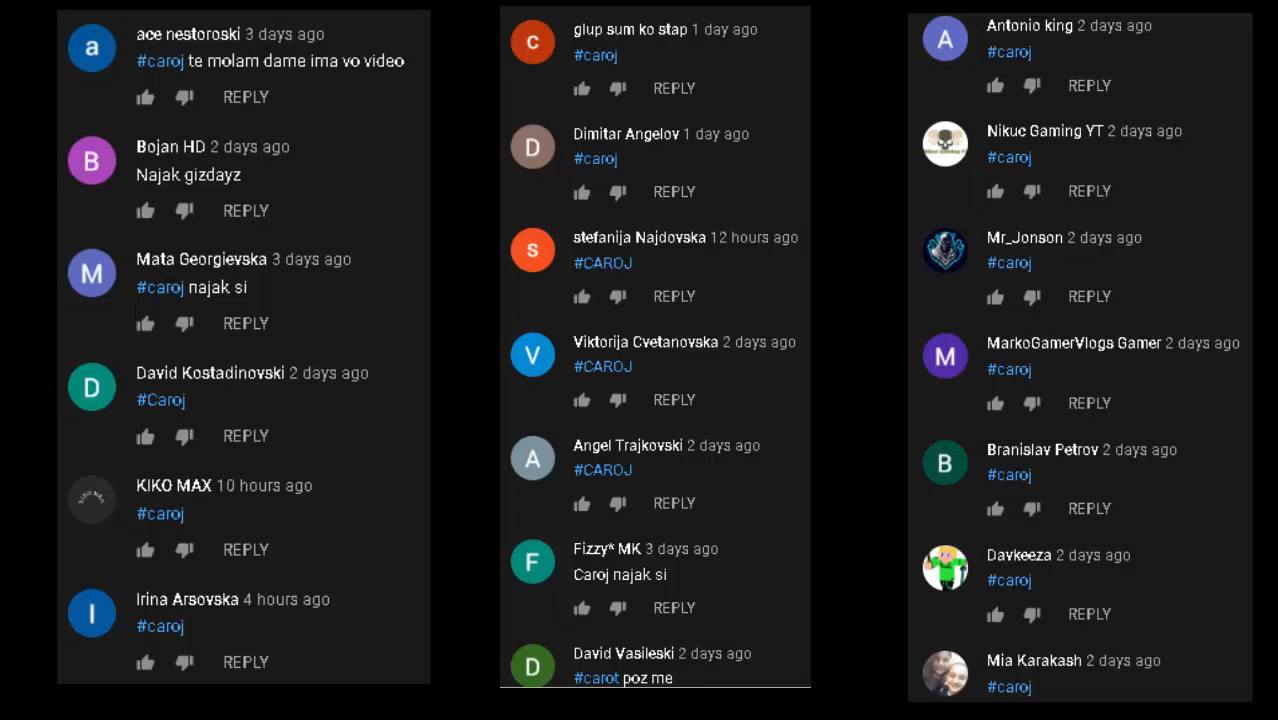 a
ace nestoroski 3 days ago
#caroj te molam dame ima vo video
REPLY
B
Bojan HD 2 days ago
Najak gizdayz
REPLY
M
Mata Georgievska 3 days ago
#caroj najak si
REPLY
D
David Kostadinovski 2 days ago
#Caroj
REPLY
KIKO MAX
KIKO MAX 10 hours ago
#caroj
REPLY
I
Irina Arsovska 4 hours ago
#caroj
REPLY
c
glup sum ko stap 1 day ago
#caroj
REPLY
D
Dimitar Angelov 1 day ago
#caroj
REPLY
s
stefanija Najdovska 12 hours ago
#CAROJ
REPLY
V
Viktorija Cvetanovska 2 days ago
#CAROJ
REPLY
A
Angel Trajkovski 2 days ago
#CAROJ
REPLY
F
Fizzy* MK 3 days ago
Caroj najak si
REPLY
D
David Vasileski 2 days ago
#carot poz me
A
Antonio king 2 days ago
#caroj
REPLY
Nikuc Gaming YT 2 days ago
#caroj
REPLY
Mr_Jonson 2 days ago
#caroj
REPLY
M
MarkoGamerVlogs Gamer 2 days ago
#caroj
REPLY
B
Branislav Petrov 2 days ago
#caroj
REPLY
Davkeeza 2 days ago
#caroj
REPLY
Mia Karakash 2 days ago
#caroj